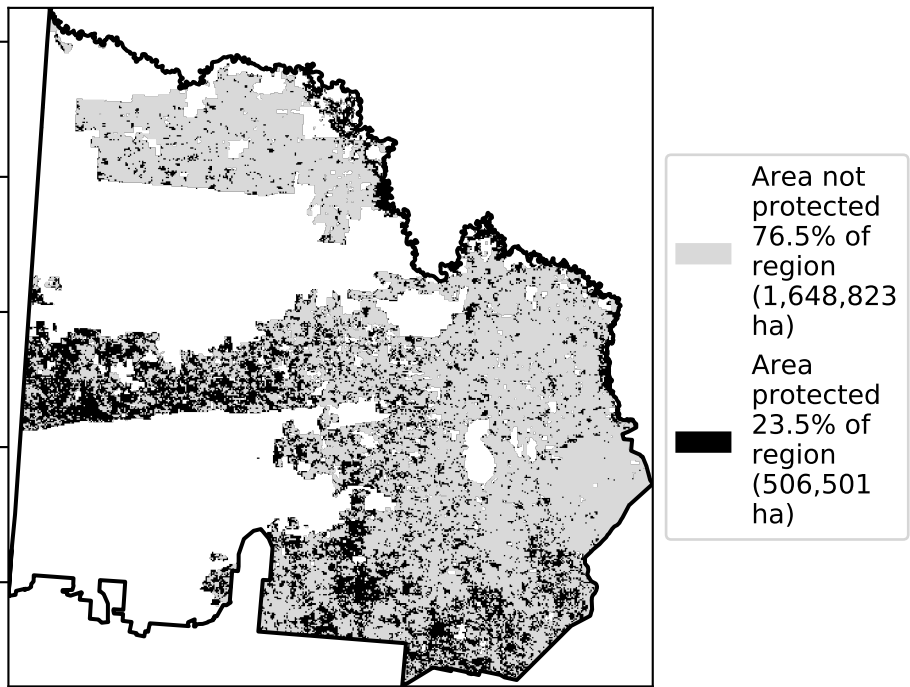 Area not
protected
76.5% of
region
(1,648,823
ha)
Area
protected
23.5% of
region
(506,501
ha)